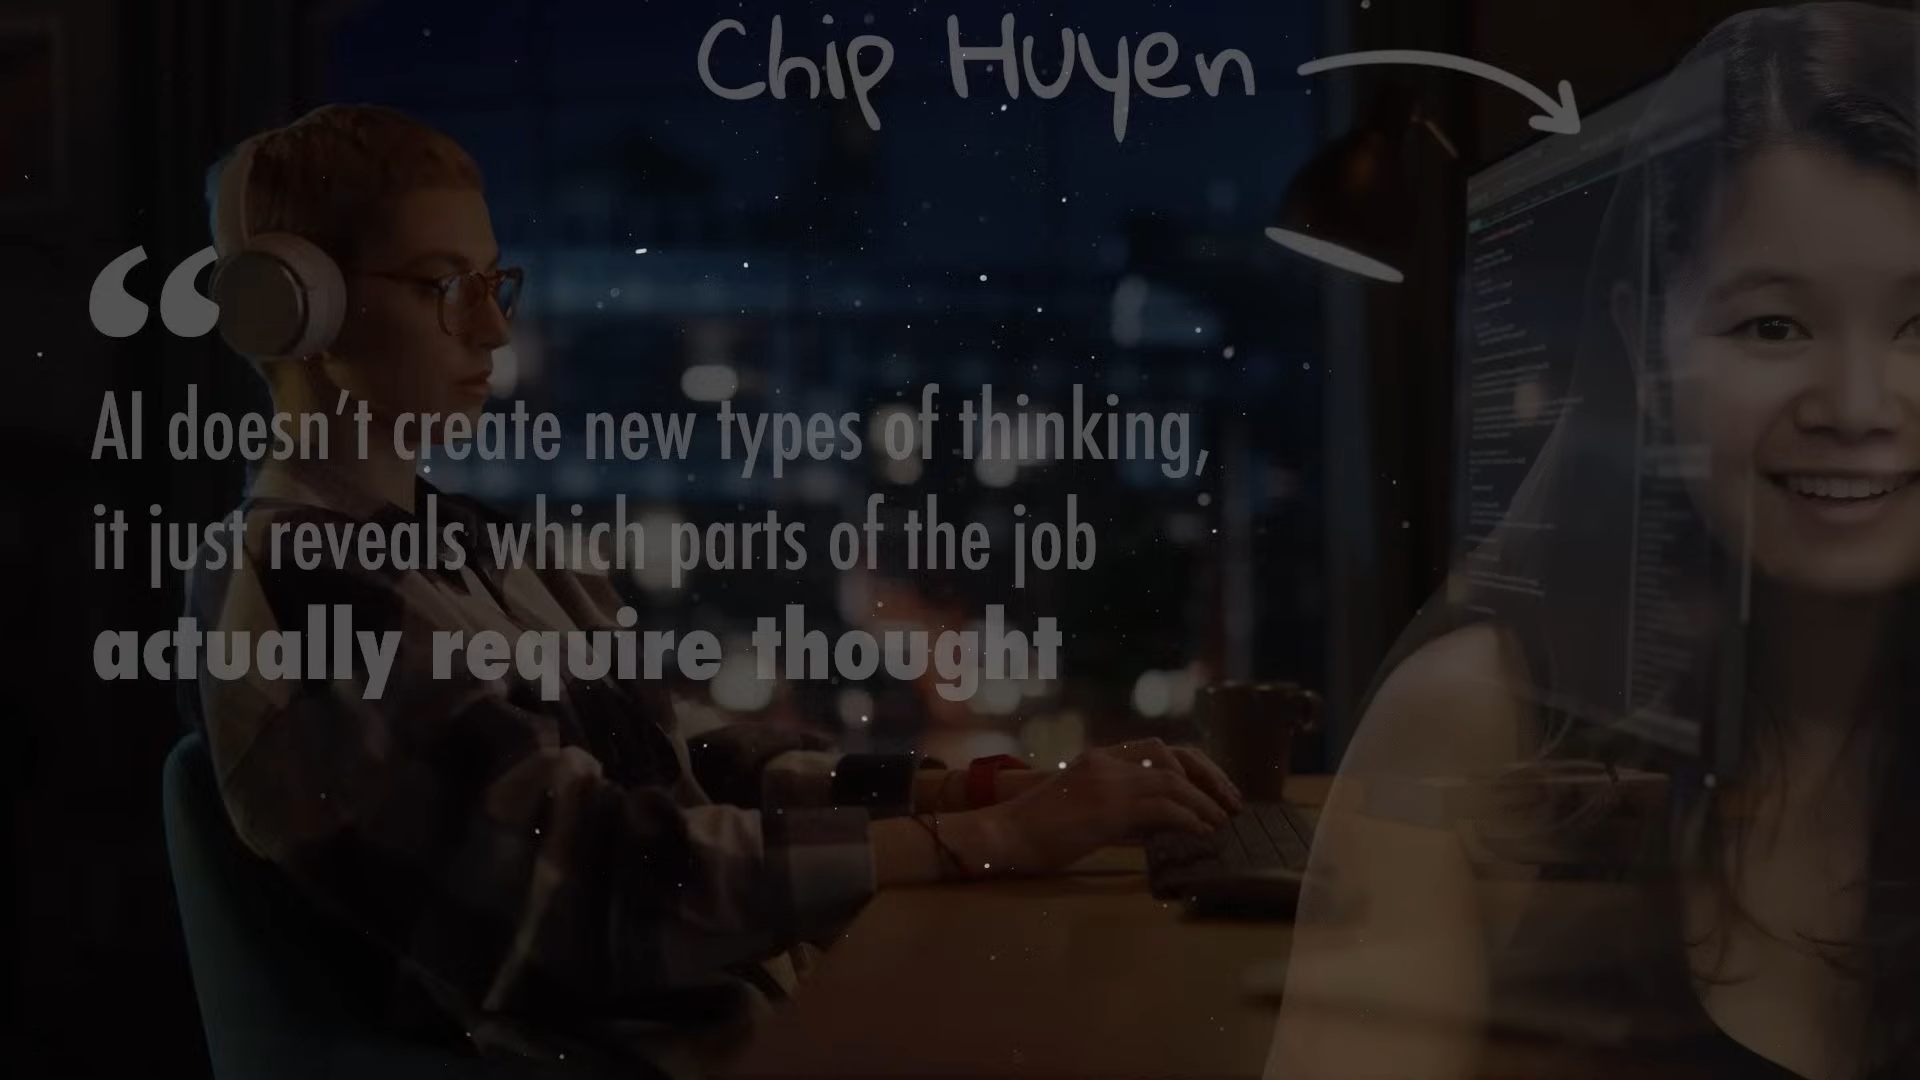 Chip Huyen
“
AI doesn’t create new types of thinking,
it just reveals which parts of the job
actually require thought